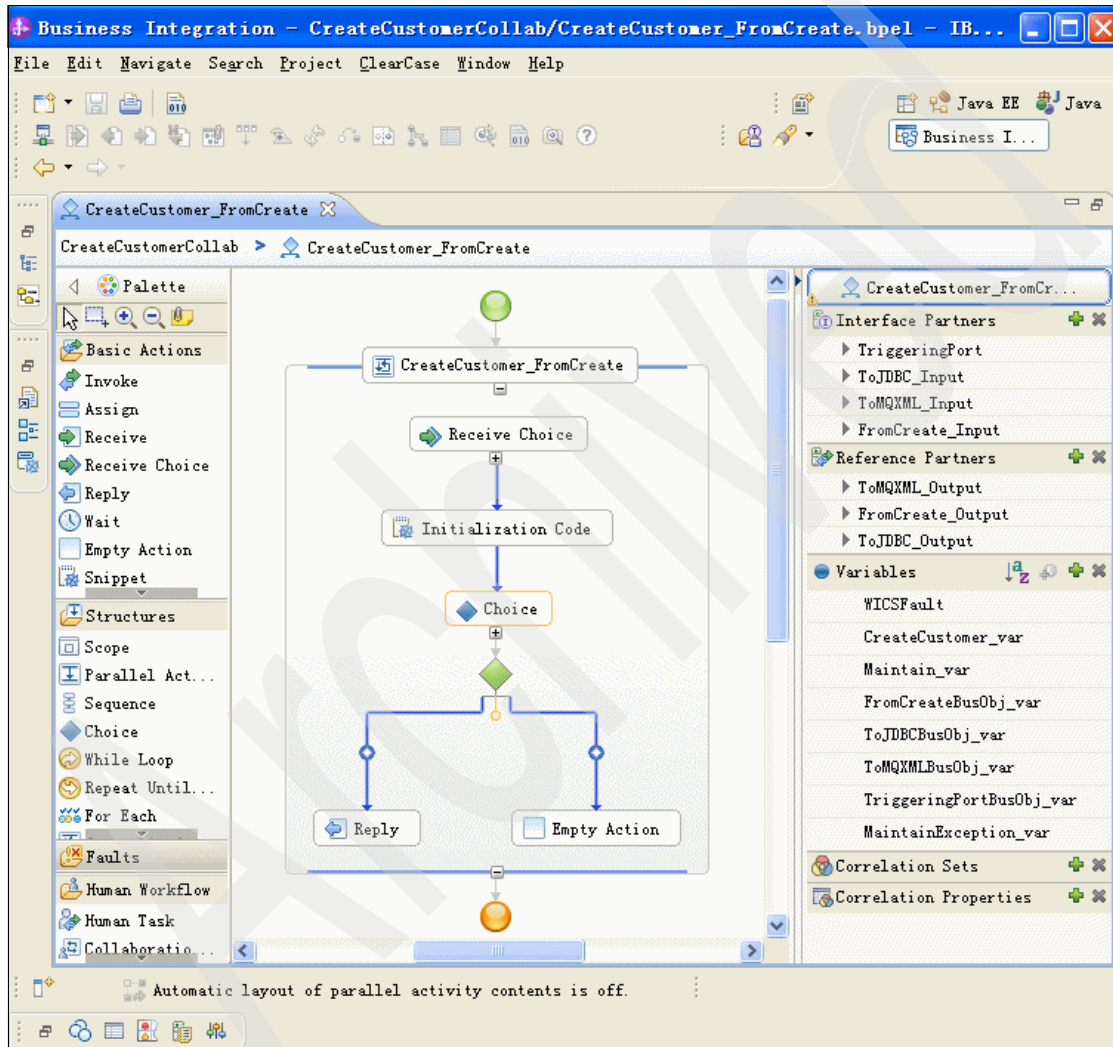 Business Integration - CreateCustomerCollab/CreateCustomer_FromCreate.bpel - IB...
File Edit Navigate Search Project ClearCase Window Help
Java EE Java
Business I...
CreateCustomer_FromCreate
CreateCustomerCollab > CreateCustomer_FromCreate
Palette
Basic Actions
Invoke
Assign
Receive
Receive Choice
Reply
Wait
Empty Action
Snippet
Structures
Scope
Parallel Act...
Sequence
Choice
While Loop
Repeat Until...
For Each
Faults
Human Workflow
Human Task
Collaboratio...
CreateCustomer_FromCreate
Receive Choice
Initialization Code
Choice
Reply
Empty Action
CreateCustomer_FromCr...
Interface Partners
TriggeringPort
ToJDBC_Input
ToMQXML_Input
FromCreate_Input
Reference Partners
ToMQXML_Output
FromCreate_Output
ToJDBC_Output
Variables
WICSFault
CreateCustomer_var
Maintain_var
FromCreateBusObj_var
ToJDBCBusObj_var
ToMQXMLBusObj_var
TriggeringPortBusObj_var
MaintainException_var
Correlation Sets
Correlation Properties
Automatic layout of parallel activity contents is off.
Archived